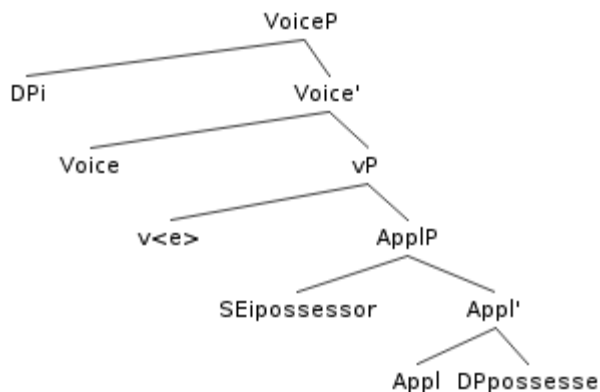 VoiceP
DPi Voice'
Voice vP
v<e> ApplP
SEipossessor Appl'
Appl DPpossesse